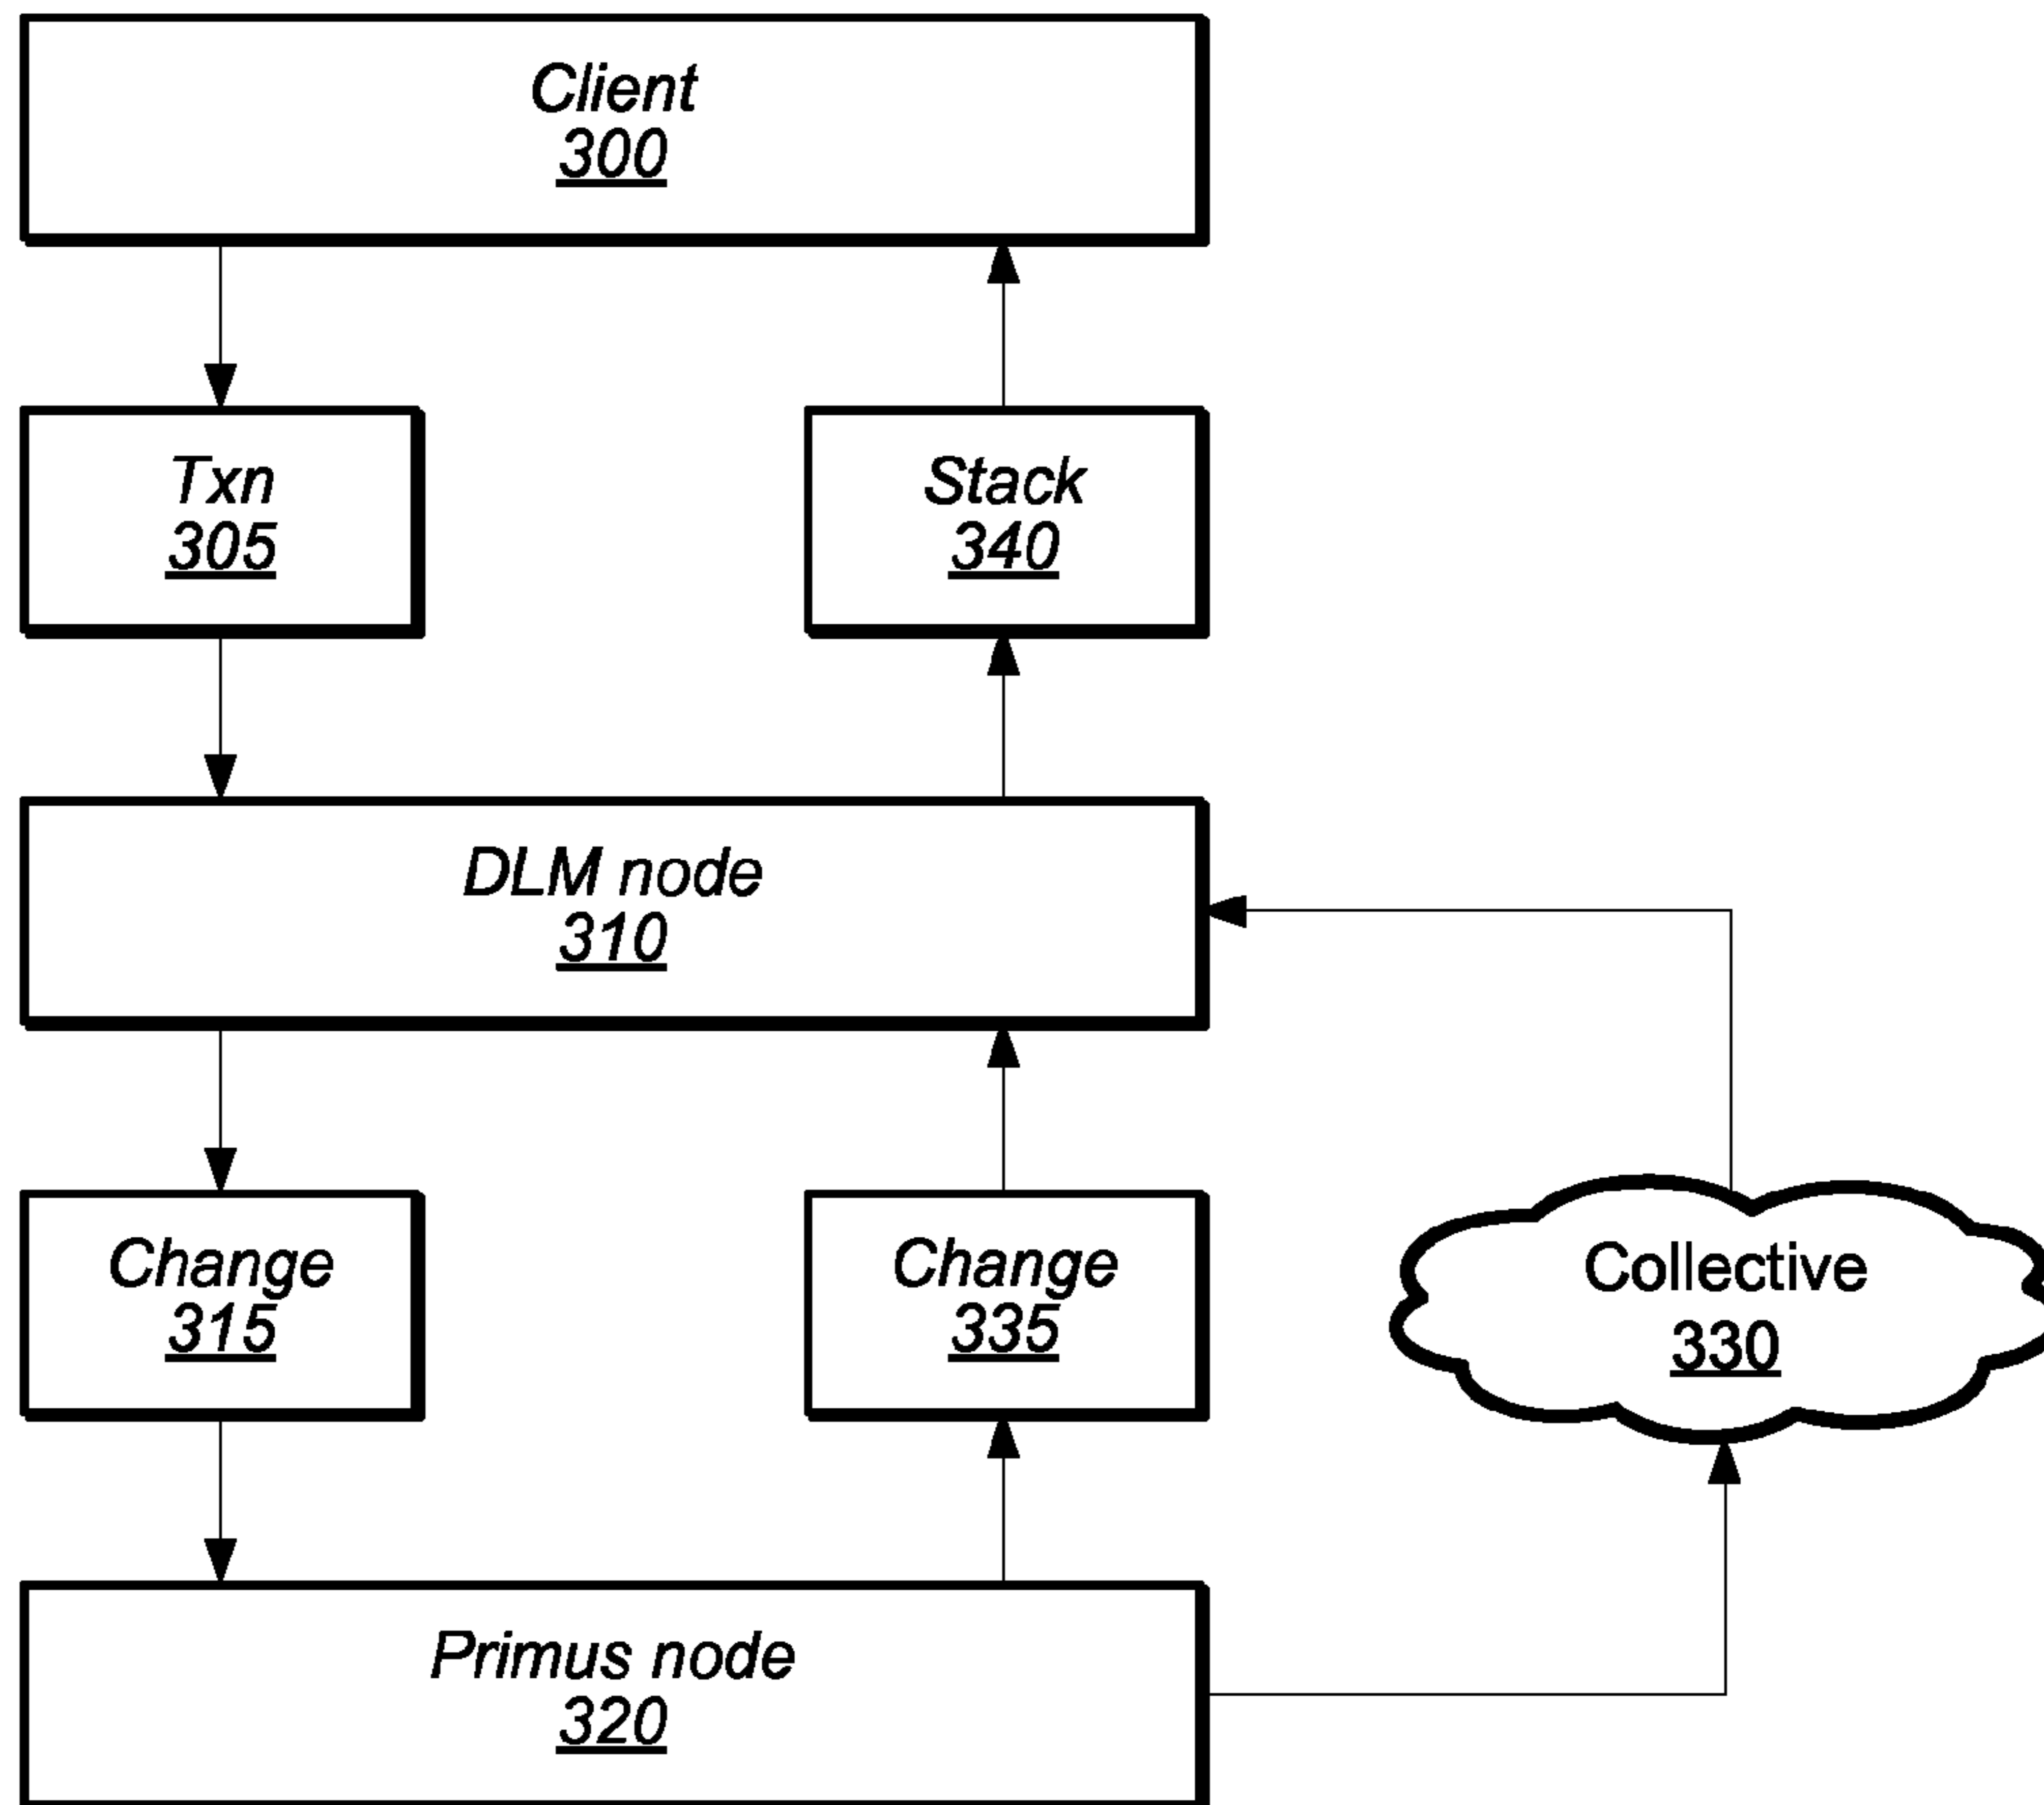 Client
300
Txn
305
Stack
340
DLM node
310
Change
315
Change
335
Collective
330
Primus node
320